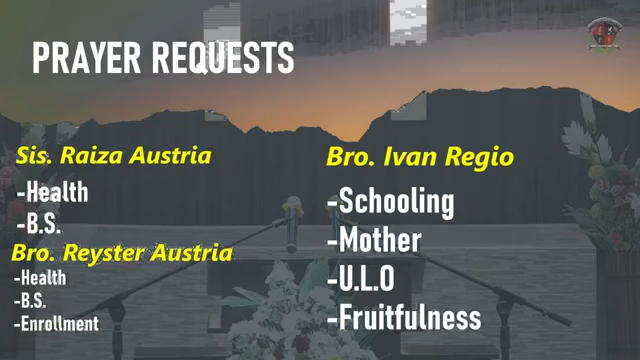 PRAYER REQUESTS
Sis. Raiza Austria
-Health
-B.S.
Bro. Reyster Austria
-Health
-B.S.
-Enrollment
Bro. Ivan Regio
-Schooling
-Mother
-U.L.O
-Fruitfulness